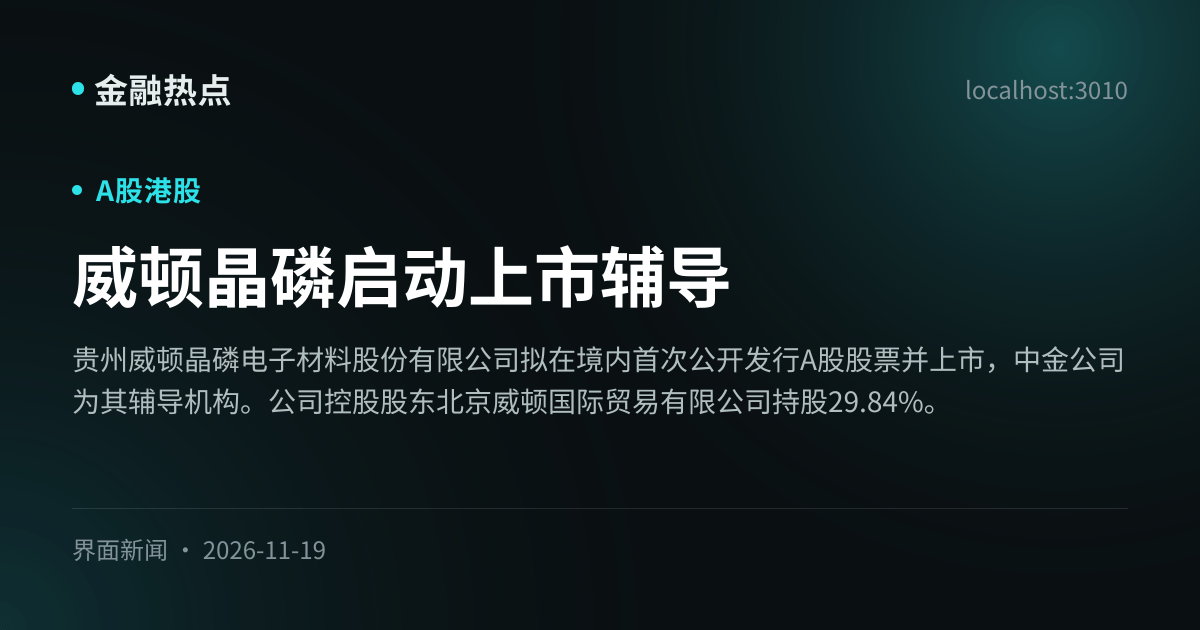 金融热点
localhost:3010
A股港股
威顿晶磷启动上市辅导
贵州威顿晶磷电子材料股份有限公司拟在境内首次公开发行A股股票并上市，中金公司
为其辅导机构。公司控股股东北京威顿国际贸易有限公司持股29.84%。
界面新闻 • 2026-11-19